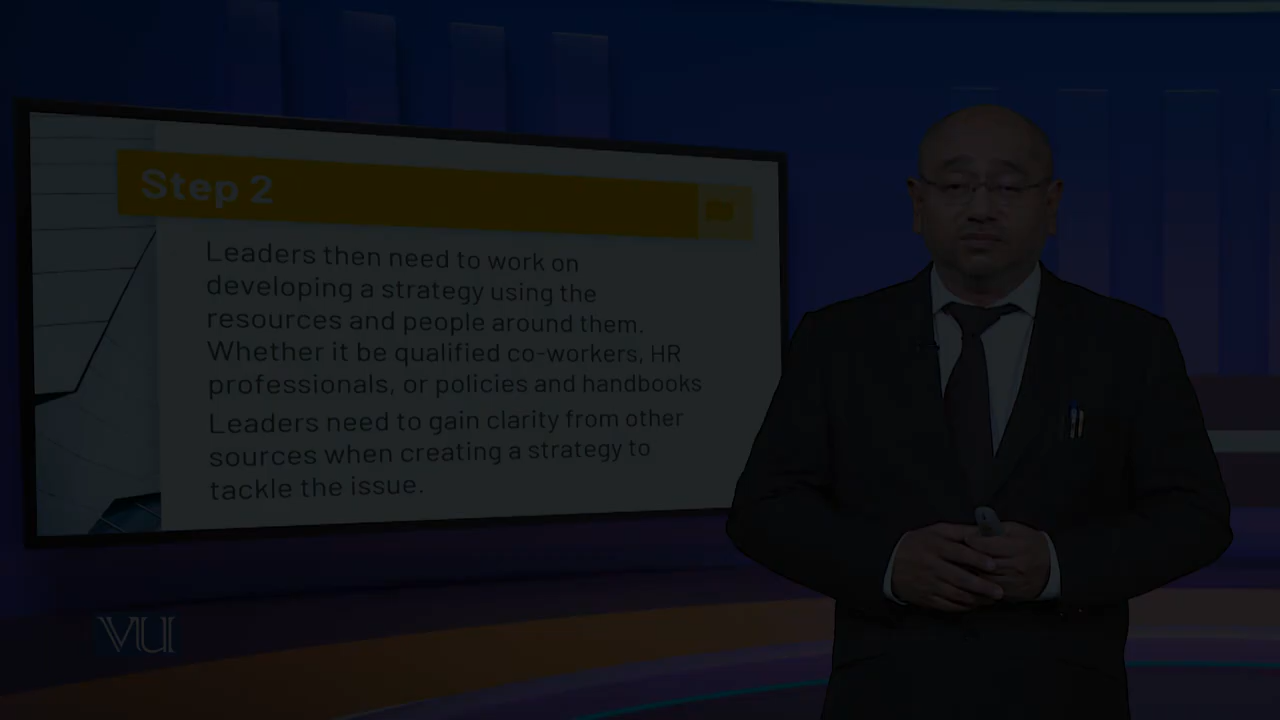 Step 2
Leaders then need to work on
developing a strategy using the
resources and people around them.
Whether it be qualified co-workers, HR
professionals, or policies and handbooks
Leaders need to gain clarity from other
sources when creating a strategy to
tackle the issue.
VU